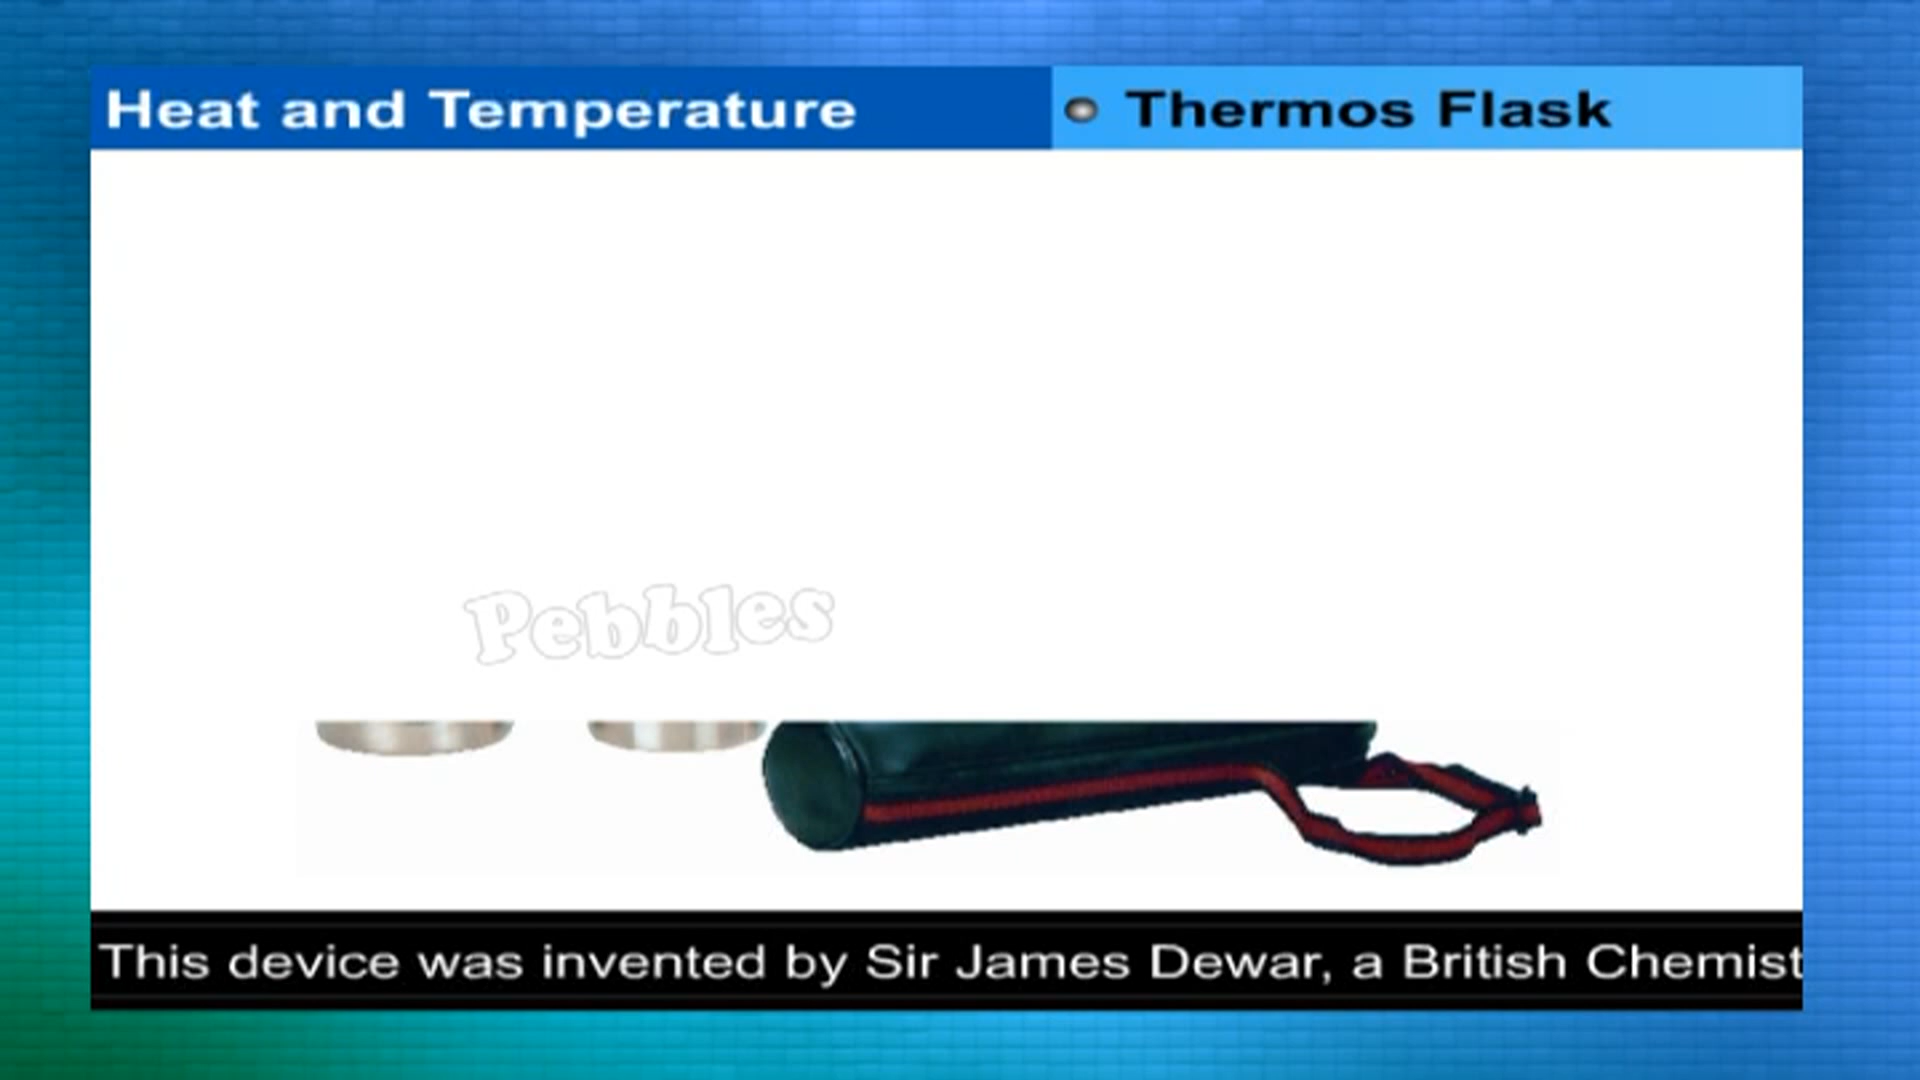 Heat and Temperature
Thermos Flask
Pebbles
This device was invented by Sir James Dewar, a British Chemist